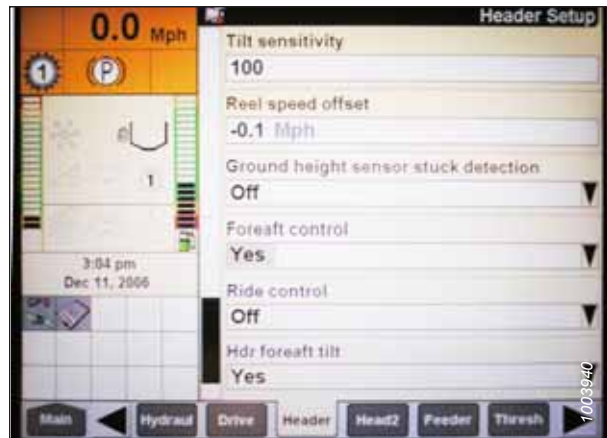 0.0 Mph
Header Setup
Tilt sensitivity
100
Reel speed offset
-0.1 Mph
Ground height sensor stuck detection
Off
Foreaft control
Yes
Ride control
Off
Hdr foreaft tilt
Yes
1
(P)
1
3:04 pm
Dec 11, 2006
GPS
Main
Hydraul
Drive
Header
Head2
Feeder
Thresh
1003940